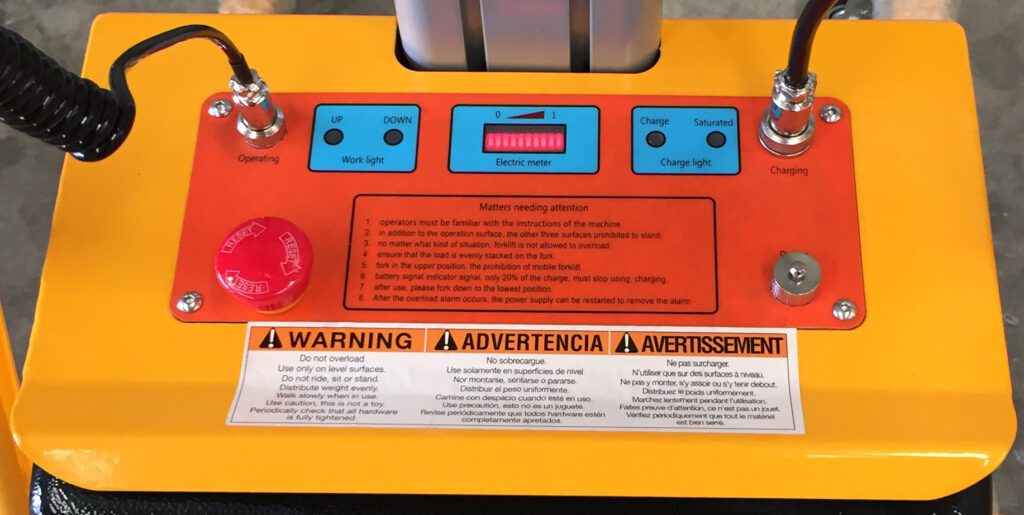 Operating
UP DOWN
Work light
0 1
Electric meter
Charge Saturated
Charge light
Charging
RESET
RESET
RESET
Matters needing attention
1. operators must be familiar with the instructions of the machine.
2. in addition to the operation surface, the other three surfaces prohibited to stand.
3. no matter what kind of situation, forklift is not allowed to overload.
4. ensure that the load is evenly stacked on the fork.
5. fork in the upper position, the prohibition of mobile forklift.
6. battery signal indicator signal, only 20% of the charge, must stop using, charging.
7. after use, please fork down to the lowest position.
8. After the overload alarm occurs, the power supply can be restarted to remove the alarm
WARNING
Do not overload.
Use only on level surfaces.
Do not ride, sit or stand.
Distribute weight evenly.
Walk slowly when in use.
Use caution, this is not a toy.
Periodically check that all hardware
is fully tightened.
ADVERTENCIA
No sobrecargue.
Use solamente en superficies de nivel.
Nor montarse, sentarse o pararse.
Distribuir el peso uniformente.
Camine con despacio cuando esté en uso.
Use precaución, esto no es un juguete.
Revise periódicamente que todos hardware estén
completamente apretados.
AVERTISSEMENT
Ne pas surcharger.
N'utiliser que sur des surfaces à niveau.
Ne pas y monter, s'y assoir ou s'y tenir debout.
Distribuez le poids uniformément.
Marchez lentement pendant l'utilisation.
Faites preuve d'attention, ce n'est pas un jouet.
Vérifiez périodiquement que tout le matériel
est bien serré.